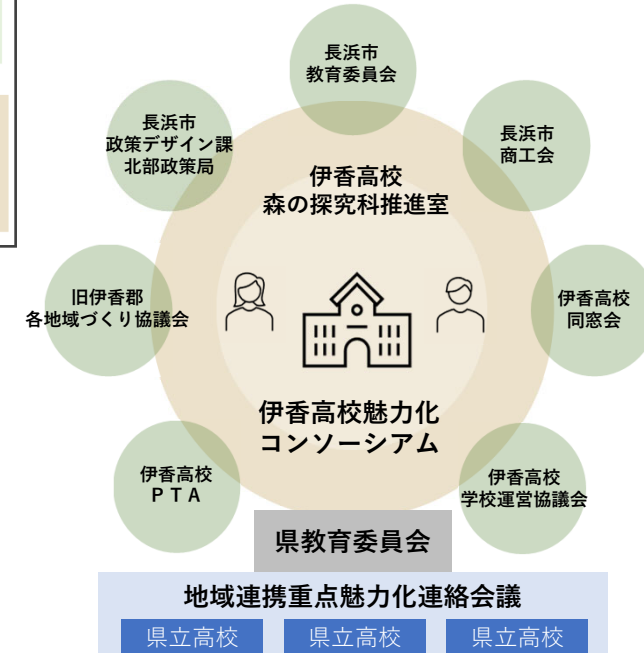 長浜市
教育委員会
長浜市
政策デザイン課
北部政策局
長浜市
商工会
伊香高校
森の探究科推進室
旧伊香郡
各地域づくり協議会
伊香高校
同窓会
伊香高校魅力化
コンソーシアム
伊香高校
ＰＴＡ
伊香高校
学校運営協議会
県教育委員会
地域連携重点魅力化連絡会議
県立高校
県立高校
県立高校